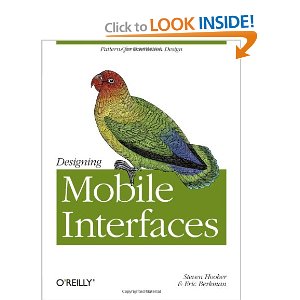 Click to LOOK INSIDE!
Patterns for Interaction Design
Designing
Mobile
Interfaces
Steven Hoober
& Eric Berkman
O'REILLY®